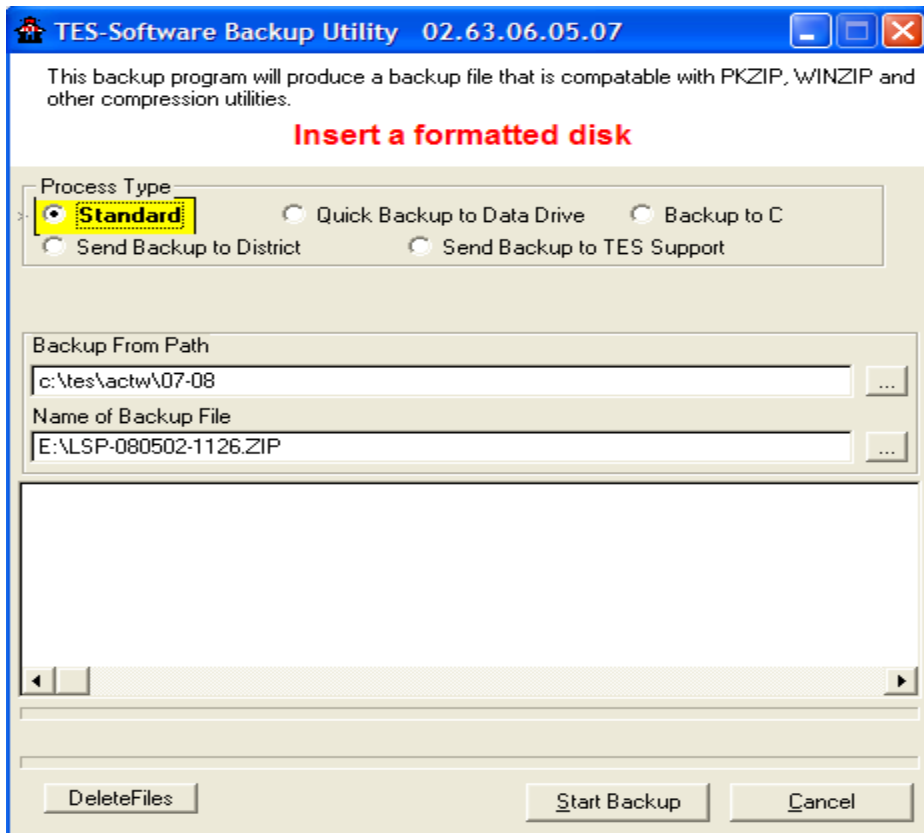 TES-Software Backup Utility 02.63.06.05.07
This backup program will produce a backup file that is compatable with PKZIP, WINZIP and
other compression utilities.
Insert a formatted disk
Process Type
Standard Quick Backup to Data Drive Backup to C
Send Backup to District Send Backup to TES Support
Backup From Path
c:\tes\actw\07-08
...
Name of Backup File
E:\LSP-080502-1126.ZIP
...
DeleteFiles Start Backup Cancel